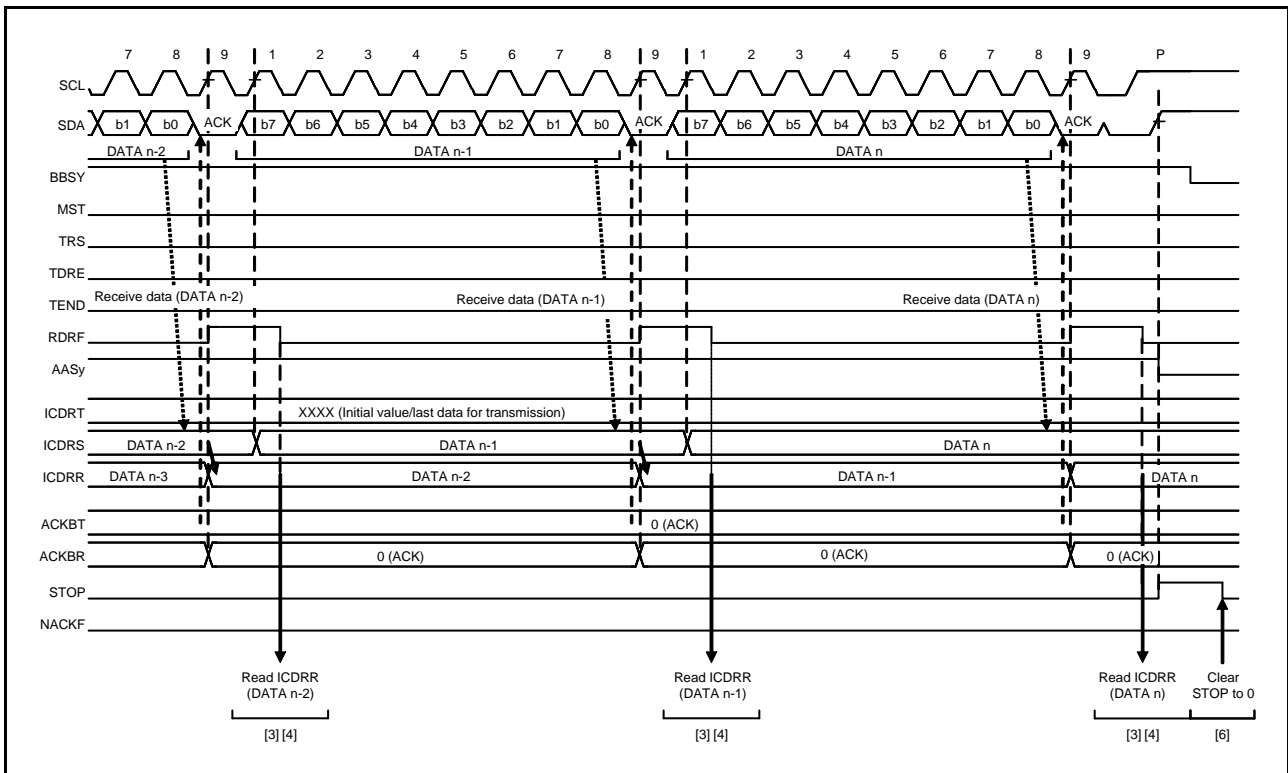 7 8 9 1 2 3 4 5 6 7 8 9 1 2 3 4 5 6 7 8 9 P
SCL
SDA b1 b0 ACK b7 b6 b5 b4 b3 b2 b1 b0 ACK b7 b6 b5 b4 b3 b2 b1 b0 ACK
DATA n-2 DATA n-1 DATA n
BBSY
MST
TRS
TDRE
TEND
Receive data (DATA n-2) Receive data (DATA n-1) Receive data (DATA n)
RDRF
AASy
ICDRT XXXX (Initial value/last data for transmission)
ICDRS DATA n-2 DATA n-1 DATA n
ICDRR DATA n-3 DATA n-2 DATA n-1 DATA n
ACKBT 0 (ACK)
ACKBR 0 (ACK) 0 (ACK) 0 (ACK)
STOP
NACKF
Read ICDRR Read ICDRR Read ICDRR Clear
(DATA n-2) (DATA n-1) (DATA n) STOP to 0
[3] [4] [3] [4] [3] [4] [6]